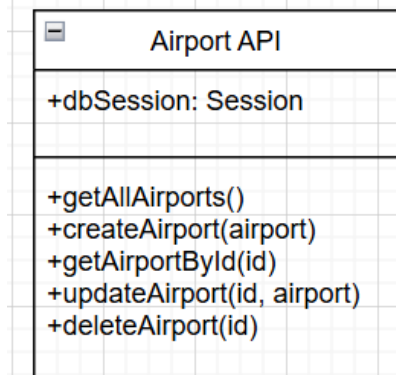 Airport API
+dbSession: Session
+getAllAirports()
+createAirport(airport)
+getAirportById(id)
+updateAirport(id, airport)
+deleteAirport(id)